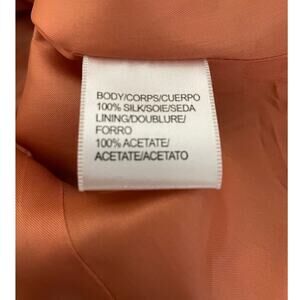 BODY/CORPS/CUERPO
100% SILK/SOIE/SEDA
LINING/DOUBLURE/
FORRO
100% ACETATE/
ACETATE/ACETATO